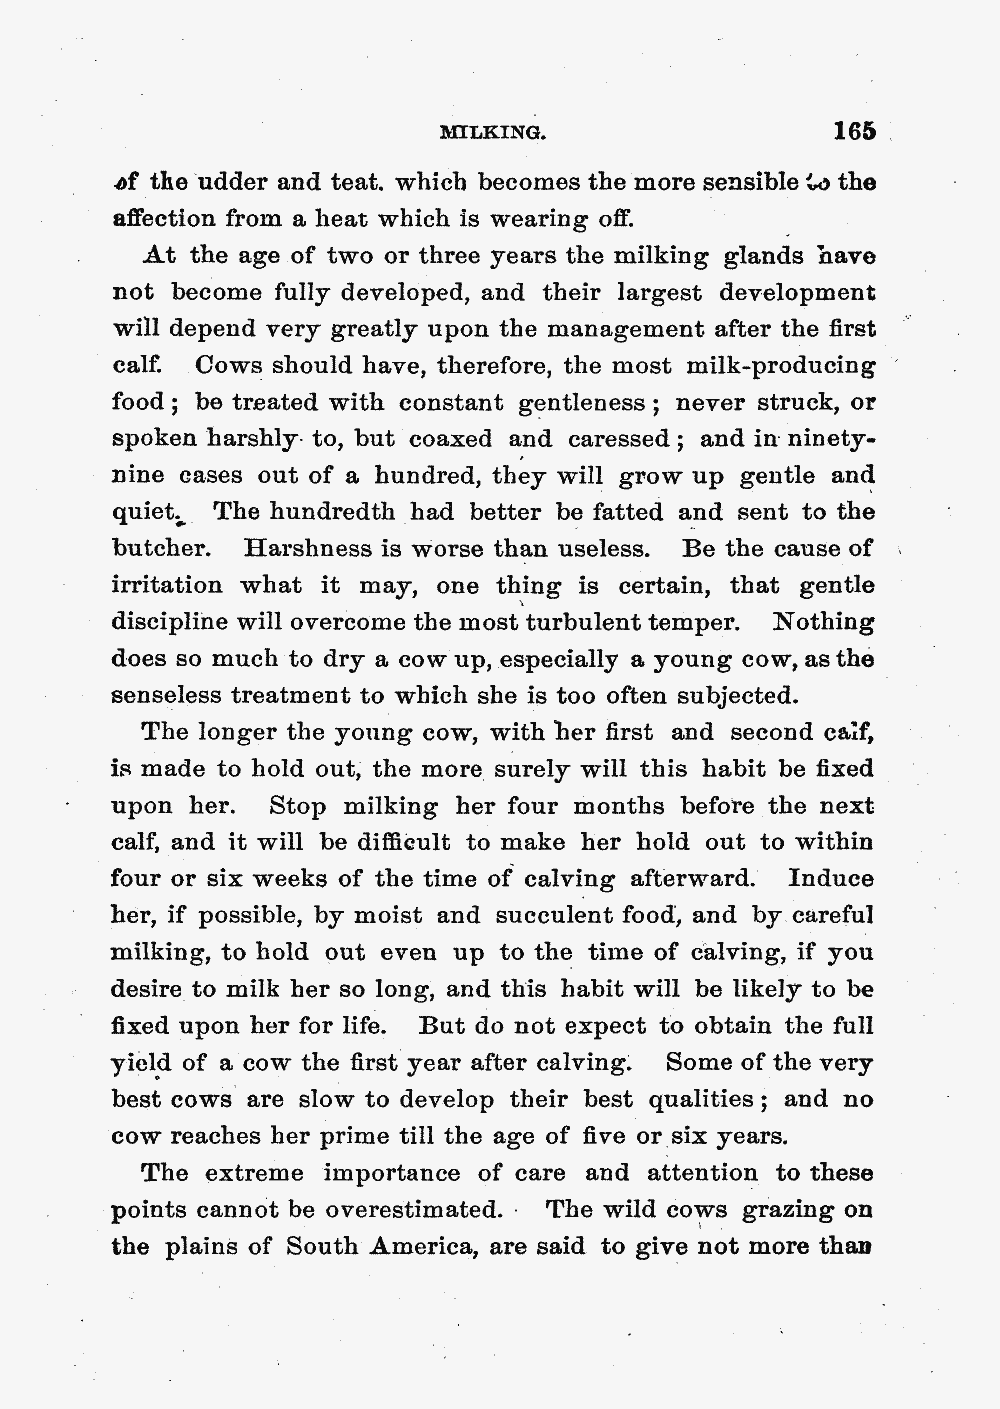 MILKING. 165
of the udder and teat. which becomes the more sensible to the
affection from a heat which is wearing off.
At the age of two or three years the milking glands have
not become fully developed, and their largest development
will depend very greatly upon the management after the first
calf. Cows should have, therefore, the most milk-producing
food; be treated with constant gentleness; never struck, or
spoken harshly to, but coaxed and caressed; and in ninety-
nine cases out of a hundred, they will grow up gentle and
quiet. The hundredth had better be fatted and sent to the
butcher. Harshness is worse than useless. Be the cause of
irritation what it may, one thing is certain, that gentle
discipline will overcome the most turbulent temper. Nothing
does so much to dry a cow up, especially a young cow, as the
senseless treatment to which she is too often subjected.
The longer the young cow, with her first and second calf,
is made to hold out, the more surely will this habit be fixed
upon her. Stop milking her four months before the next
calf, and it will be difficult to make her hold out to within
four or six weeks of the time of calving afterward. Induce
her, if possible, by moist and succulent food, and by careful
milking, to hold out even up to the time of calving, if you
desire to milk her so long, and this habit will be likely to be
fixed upon her for life. But do not expect to obtain the full
yield of a cow the first year after calving. Some of the very
best cows are slow to develop their best qualities; and no
cow reaches her prime till the age of five or six years.
The extreme importance of care and attention to these
points cannot be overestimated. The wild cows grazing on
the plains of South America, are said to give not more than